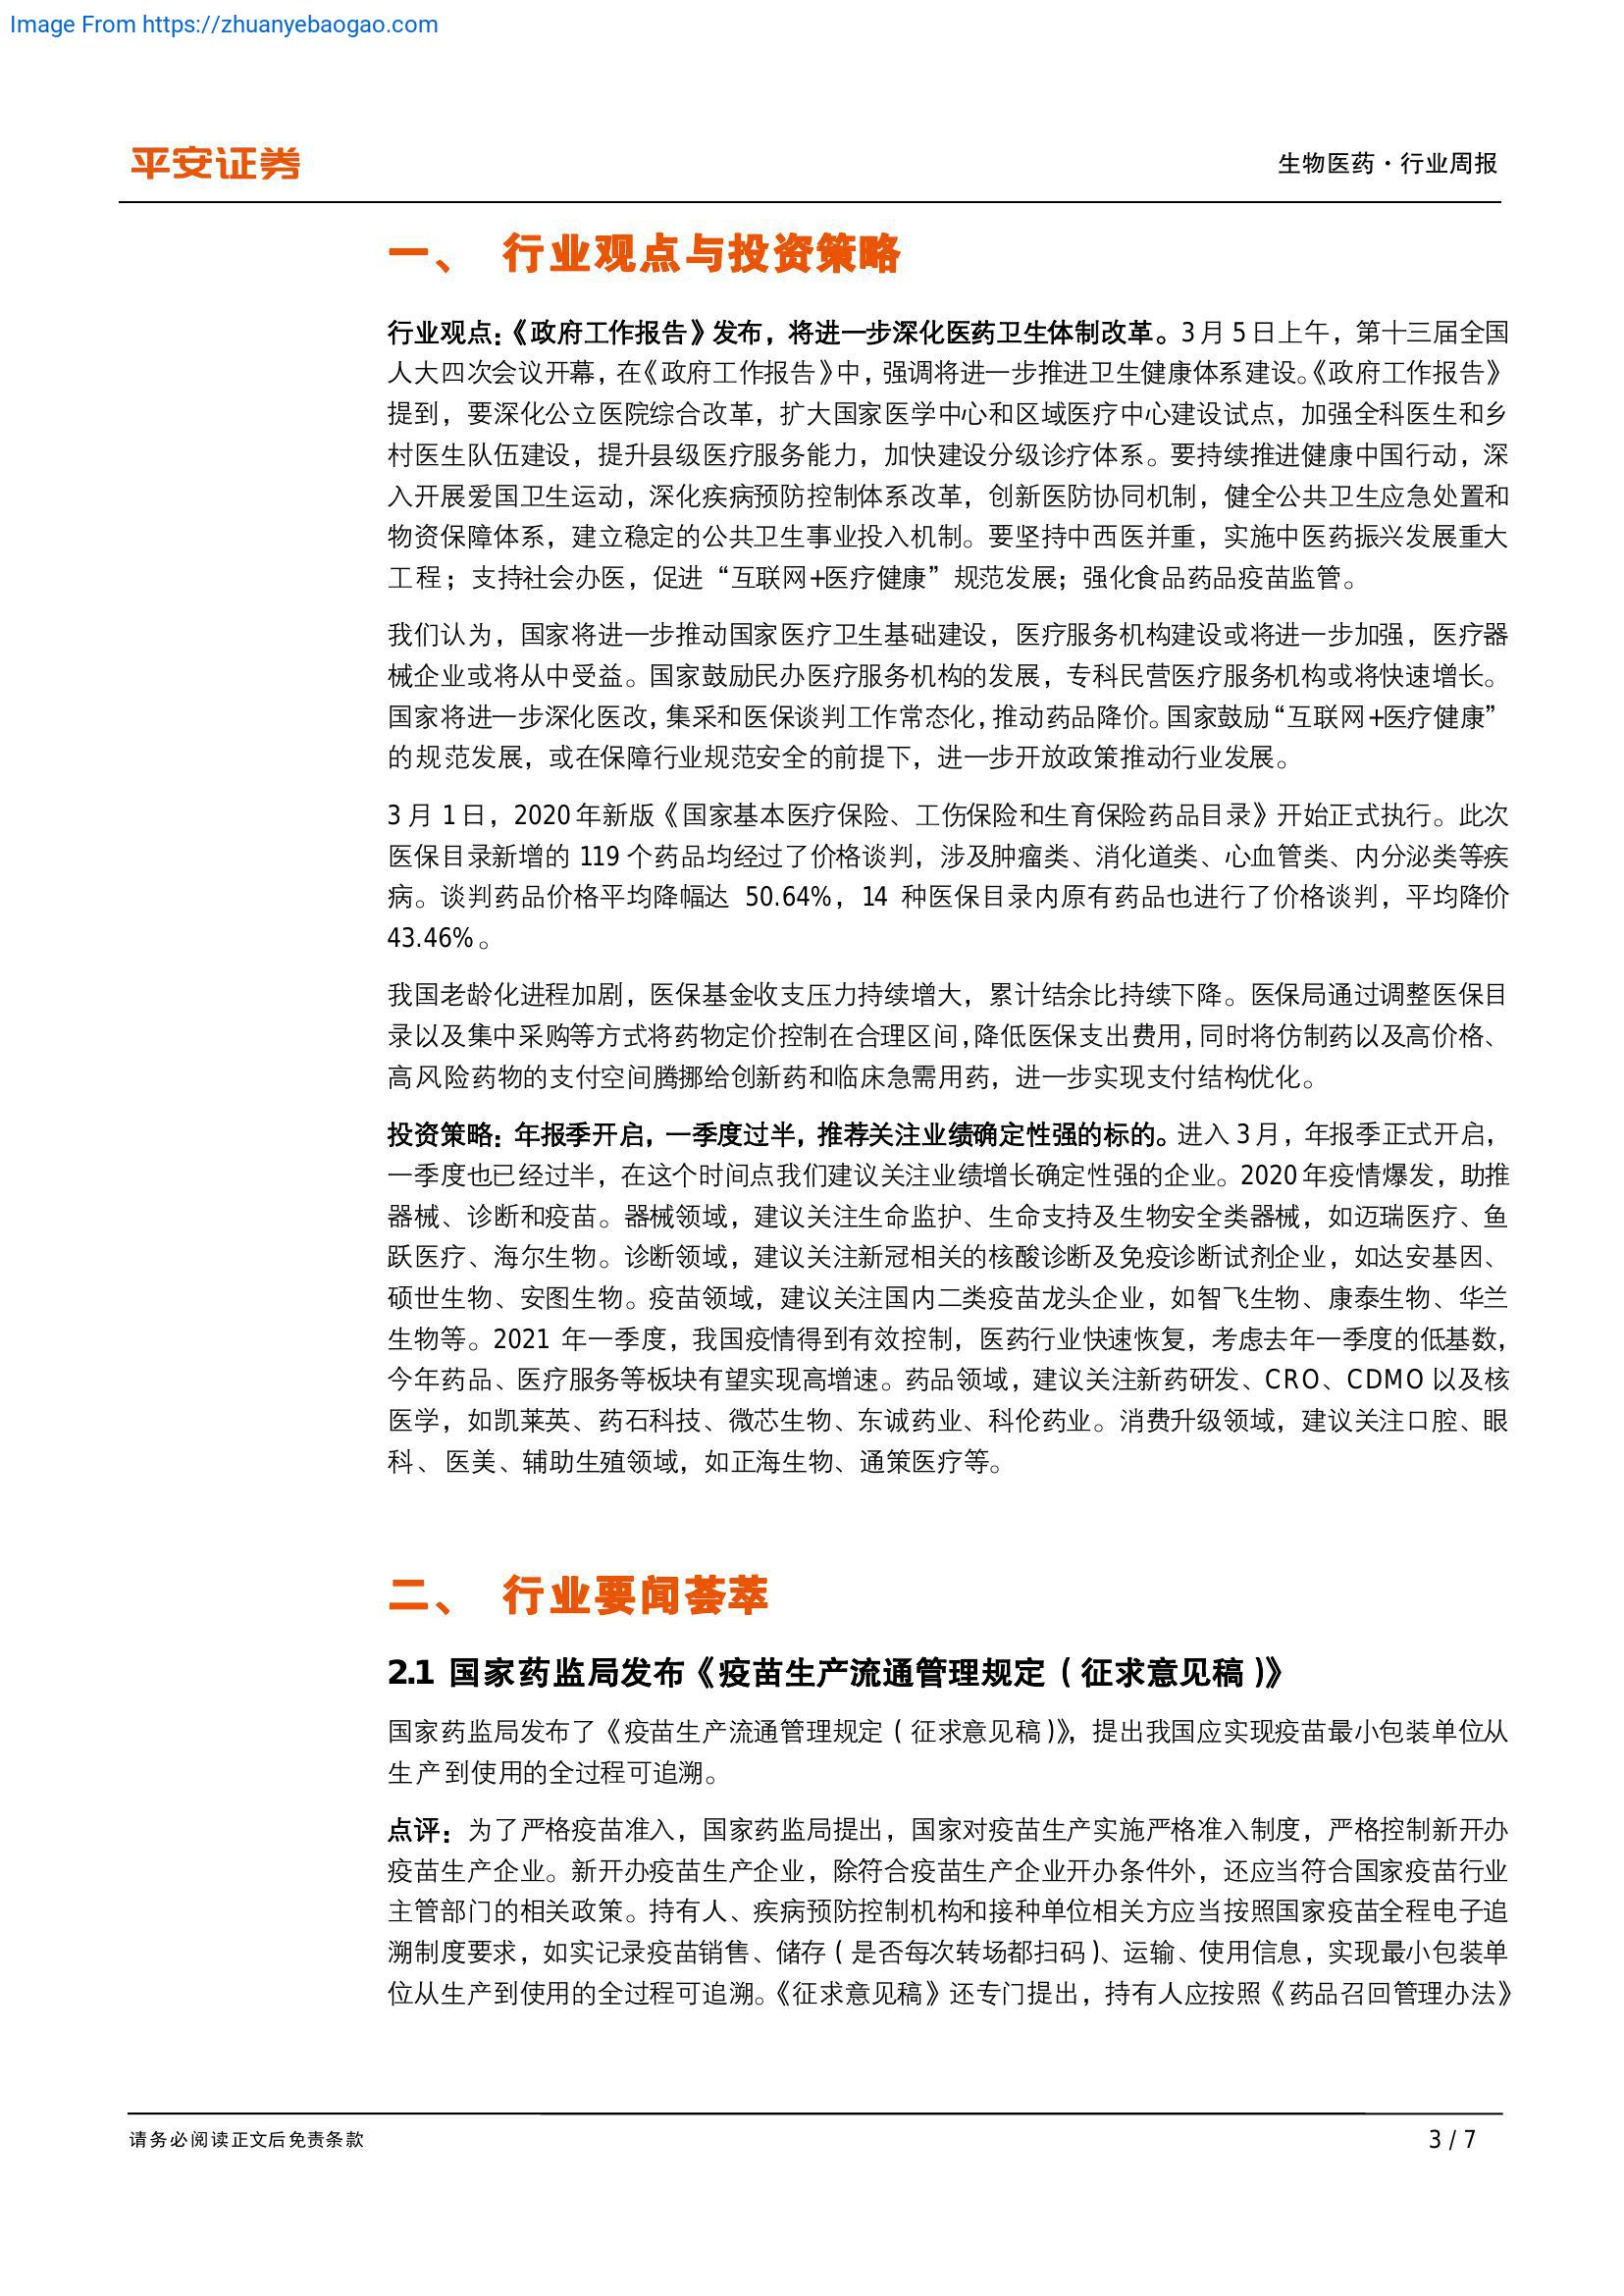 Image From https://zhuanyebaogao.com
平安证券
生物医药·行业周报
一、 行业观点与投资策略
行业观点:《政府工作报告》发布，将进一步深化医药卫生体制改革。3月5日上午，第十三届全国
人大四次会议开幕，在《政府工作报告》中，强调将进一步推进卫生健康体系建设。《政府工作报告》
提到，要深化公立医院综合改革，扩大国家医学中心和区域医疗中心建设试点，加强全科医生和乡
村医生队伍建设，提升县级医疗服务能力，加快建设分级诊疗体系。要持续推进健康中国行动，深
入开展爱国卫生运动，深化疾病预防控制体系改革，创新医防协同机制，健全公共卫生应急处置和
物资保障体系，建立稳定的公共卫生事业投入机制。要坚持中西医并重，实施中医药振兴发展重大
工程；支持社会办医，促进“互联网+医疗健康”规范发展；强化食品药品疫苗监管。
我们认为，国家将进一步推动国家医疗卫生基础建设，医疗服务机构建设或将进一步加强，医疗器
械企业或将从中受益。国家鼓励民办医疗服务机构的发展，专科民营医疗服务机构或将快速增长。
国家将进一步深化医改，集采和医保谈判工作常态化，推动药品降价。国家鼓励“互联网+医疗健康”
的规范发展，或在保障行业规范安全的前提下，进一步开放政策推动行业发展。
3月1日，2020年新版《国家基本医疗保险、工伤保险和生育保险药品目录》开始正式执行。此次
医保目录新增的 119 个药品均经过了价格谈判，涉及肿瘤类、消化道类、心血管类、内分泌类等疾
病。谈判药品价格平均降幅达 50.64%，14 种医保目录内原有药品也进行了价格谈判，平均降价
43.46%。
我国老龄化进程加剧，医保基金收支压力持续增大，累计结余比持续下降。医保局通过调整医保目
录以及集中采购等方式将药物定价控制在合理区间，降低医保支出费用，同时将仿制药以及高价格、
高风险药物的支付空间腾挪给创新药和临床急需用药，进一步实现支付结构优化。
投资策略：年报季开启，一季度过半，推荐关注业绩确定性强的标的。进入3月，年报季正式开启，
一季度也已经过半，在这个时间点我们建议关注业绩增长确定性强的企业。2020年疫情爆发，助推
器械、诊断和疫苗。器械领域，建议关注生命监护、生命支持及生物安全类器械，如迈瑞医疗、鱼
跃医疗、海尔生物。诊断领域，建议关注新冠相关的核酸诊断及免疫诊断试剂企业，如达安基因、
硕世生物、安图生物。疫苗领域，建议关注国内二类疫苗龙头企业，如智飞生物、康泰生物、华兰
生物等。2021 年一季度，我国疫情得到有效控制，医药行业快速恢复，考虑去年一季度的低基数，
今年药品、医疗服务等板块有望实现高增速。药品领域，建议关注新药研发、CRO、CDMO以及核
医学，如凯莱英、药石科技、微芯生物、东诚药业、科伦药业。消费升级领域，建议关注口腔、眼
科、医美、辅助生殖领域，如正海生物、通策医疗等。
二、 行业要闻荟萃
2.1 国家药监局发布《疫苗生产流通管理规定（征求意见稿）》
国家药监局发布了《疫苗生产流通管理规定（征求意见稿）》，提出我国应实现疫苗最小包装单位从
生产到使用的全过程可追溯。
点评：为了严格疫苗准入，国家药监局提出，国家对疫苗生产实施严格准入制度，严格控制新开办
疫苗生产企业。新开办疫苗生产企业，除符合疫苗生产企业开办条件外，还应当符合国家疫苗行业
主管部门的相关政策。持有人、疾病预防控制机构和接种单位相关方应当按照国家疫苗全程电子追
溯制度要求，如实记录疫苗销售、储存（是否每次转场都扫码）、运输、使用信息，实现最小包装单
位从生产到使用的全过程可追溯。《征求意见稿》还专门提出，持有人应按照《药品召回管理办法》
请务必阅读正文后免责条款
3 / 7